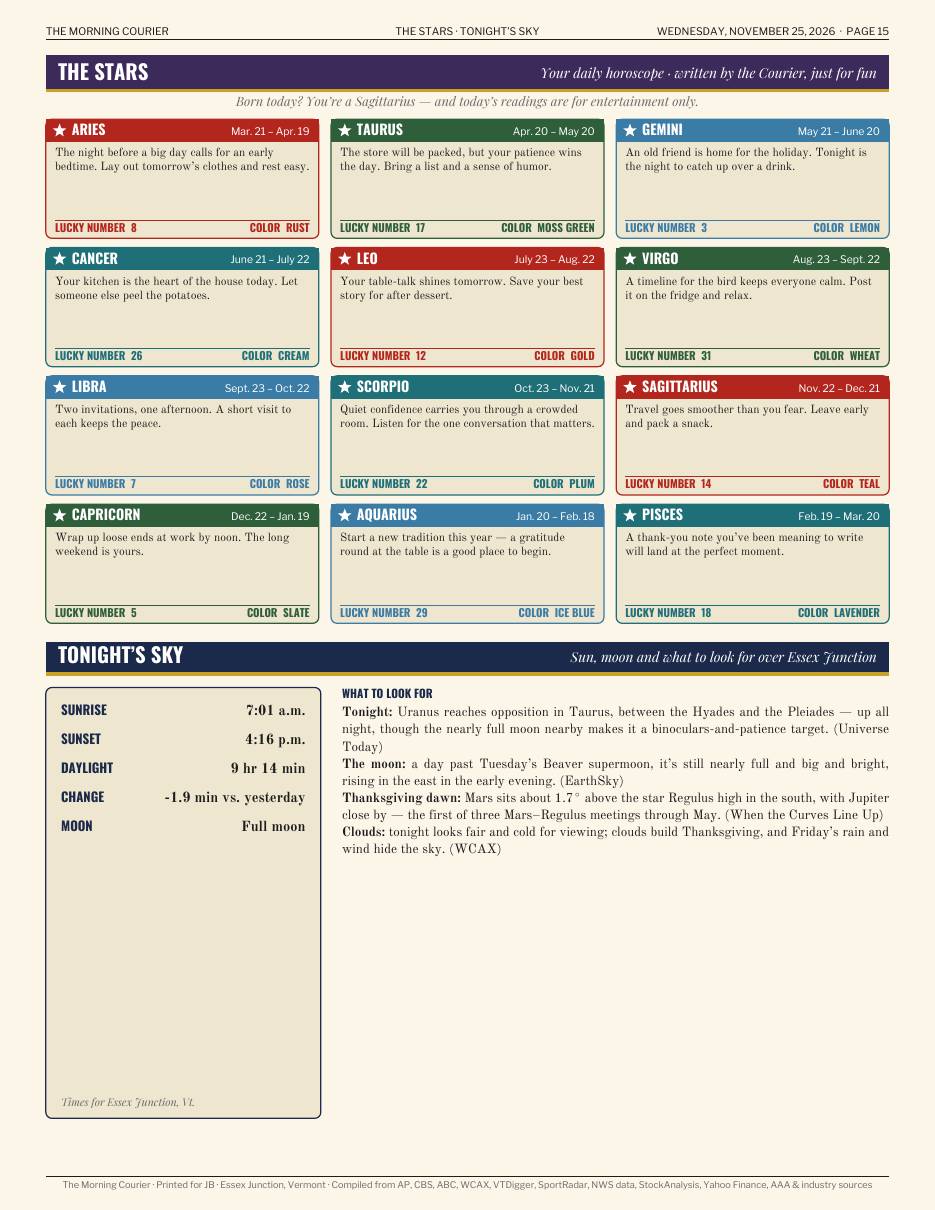 THE MORNING COURIER THE STARS · TONIGHT'S SKY WEDNESDAY, NOVEMBER 25, 2026 · PAGE 15
THE STARS Your daily horoscope · written by the Courier, just for fun
Born today? You're a Sagittarius — and today's readings are for entertainment only.
★ ARIES Mar. 21 – Apr. 19
The night before a big day calls for an early
bedtime. Lay out tomorrow's clothes and rest easy.
LUCKY NUMBER 8 COLOR RUST
★ TAURUS Apr. 20 – May 20
The store will be packed, but your patience wins
the day. Bring a list and a sense of humor.
LUCKY NUMBER 17 COLOR MOSS GREEN
★ GEMINI May 21 – June 20
An old friend is home for the holiday. Tonight is
the night to catch up over a drink.
LUCKY NUMBER 3 COLOR LEMON
★ CANCER June 21 – July 22
Your kitchen is the heart of the house today. Let
someone else peel the potatoes.
LUCKY NUMBER 26 COLOR CREAM
★ LEO July 23 – Aug. 22
Your table-talk shines tomorrow. Save your best
story for after dessert.
LUCKY NUMBER 12 COLOR GOLD
★ VIRGO Aug. 23 – Sept. 22
A timeline for the bird keeps everyone calm. Post
it on the fridge and relax.
LUCKY NUMBER 31 COLOR WHEAT
★ LIBRA Sept. 23 – Oct. 22
Two invitations, one afternoon. A short visit to
each keeps the peace.
LUCKY NUMBER 7 COLOR ROSE
★ SCORPIO Oct. 23 – Nov. 21
Quiet confidence carries you through a crowded
room. Listen for the one conversation that matters.
LUCKY NUMBER 22 COLOR PLUM
★ SAGITTARIUS Nov. 22 – Dec. 21
Travel goes smoother than you fear. Leave early
and pack a snack.
LUCKY NUMBER 14 COLOR TEAL
★ CAPRICORN Dec. 22 – Jan. 19
Wrap up loose ends at work by noon. The long
weekend is yours.
LUCKY NUMBER 5 COLOR SLATE
★ AQUARIUS Jan. 20 – Feb. 18
Start a new tradition this year — a gratitude
round at the table is a good place to begin.
LUCKY NUMBER 29 COLOR ICE BLUE
★ PISCES Feb. 19 – Mar. 20
A thank-you note you've been meaning to write
will land at the perfect moment.
LUCKY NUMBER 18 COLOR LAVENDER
TONIGHT'S SKY Sun, moon and what to look for over Essex Junction
SUNRISE 7:01 a.m.
SUNSET 4:16 p.m.
DAYLIGHT 9 hr 14 min
CHANGE -1.9 min vs. yesterday
MOON Full moon
Times for Essex Junction, Vt.
WHAT TO LOOK FOR
Tonight: Uranus reaches opposition in Taurus, between the Hyades and the Pleiades — up all
night, though the nearly full moon nearby makes it a binoculars-and-patience target. (Universe
Today)
The moon: a day past Tuesday's Beaver supermoon, it's still nearly full and big and bright,
rising in the east in the early evening. (EarthSky)
Thanksgiving dawn: Mars sits about 1.7° above the star Regulus high in the south, with Jupiter
close by — the first of three Mars–Regulus meetings through May. (When the Curves Line Up)
Clouds: tonight looks fair and cold for viewing; clouds build Thanksgiving, and Friday's rain and
wind hide the sky. (WCAX)
The Morning Courier · Printed for JB · Essex Junction, Vermont · Compiled from AP, CBS, ABC, WCAX, VTDigger, SportRadar, NWS data, StockAnalysis, Yahoo Finance, AAA & industry sources